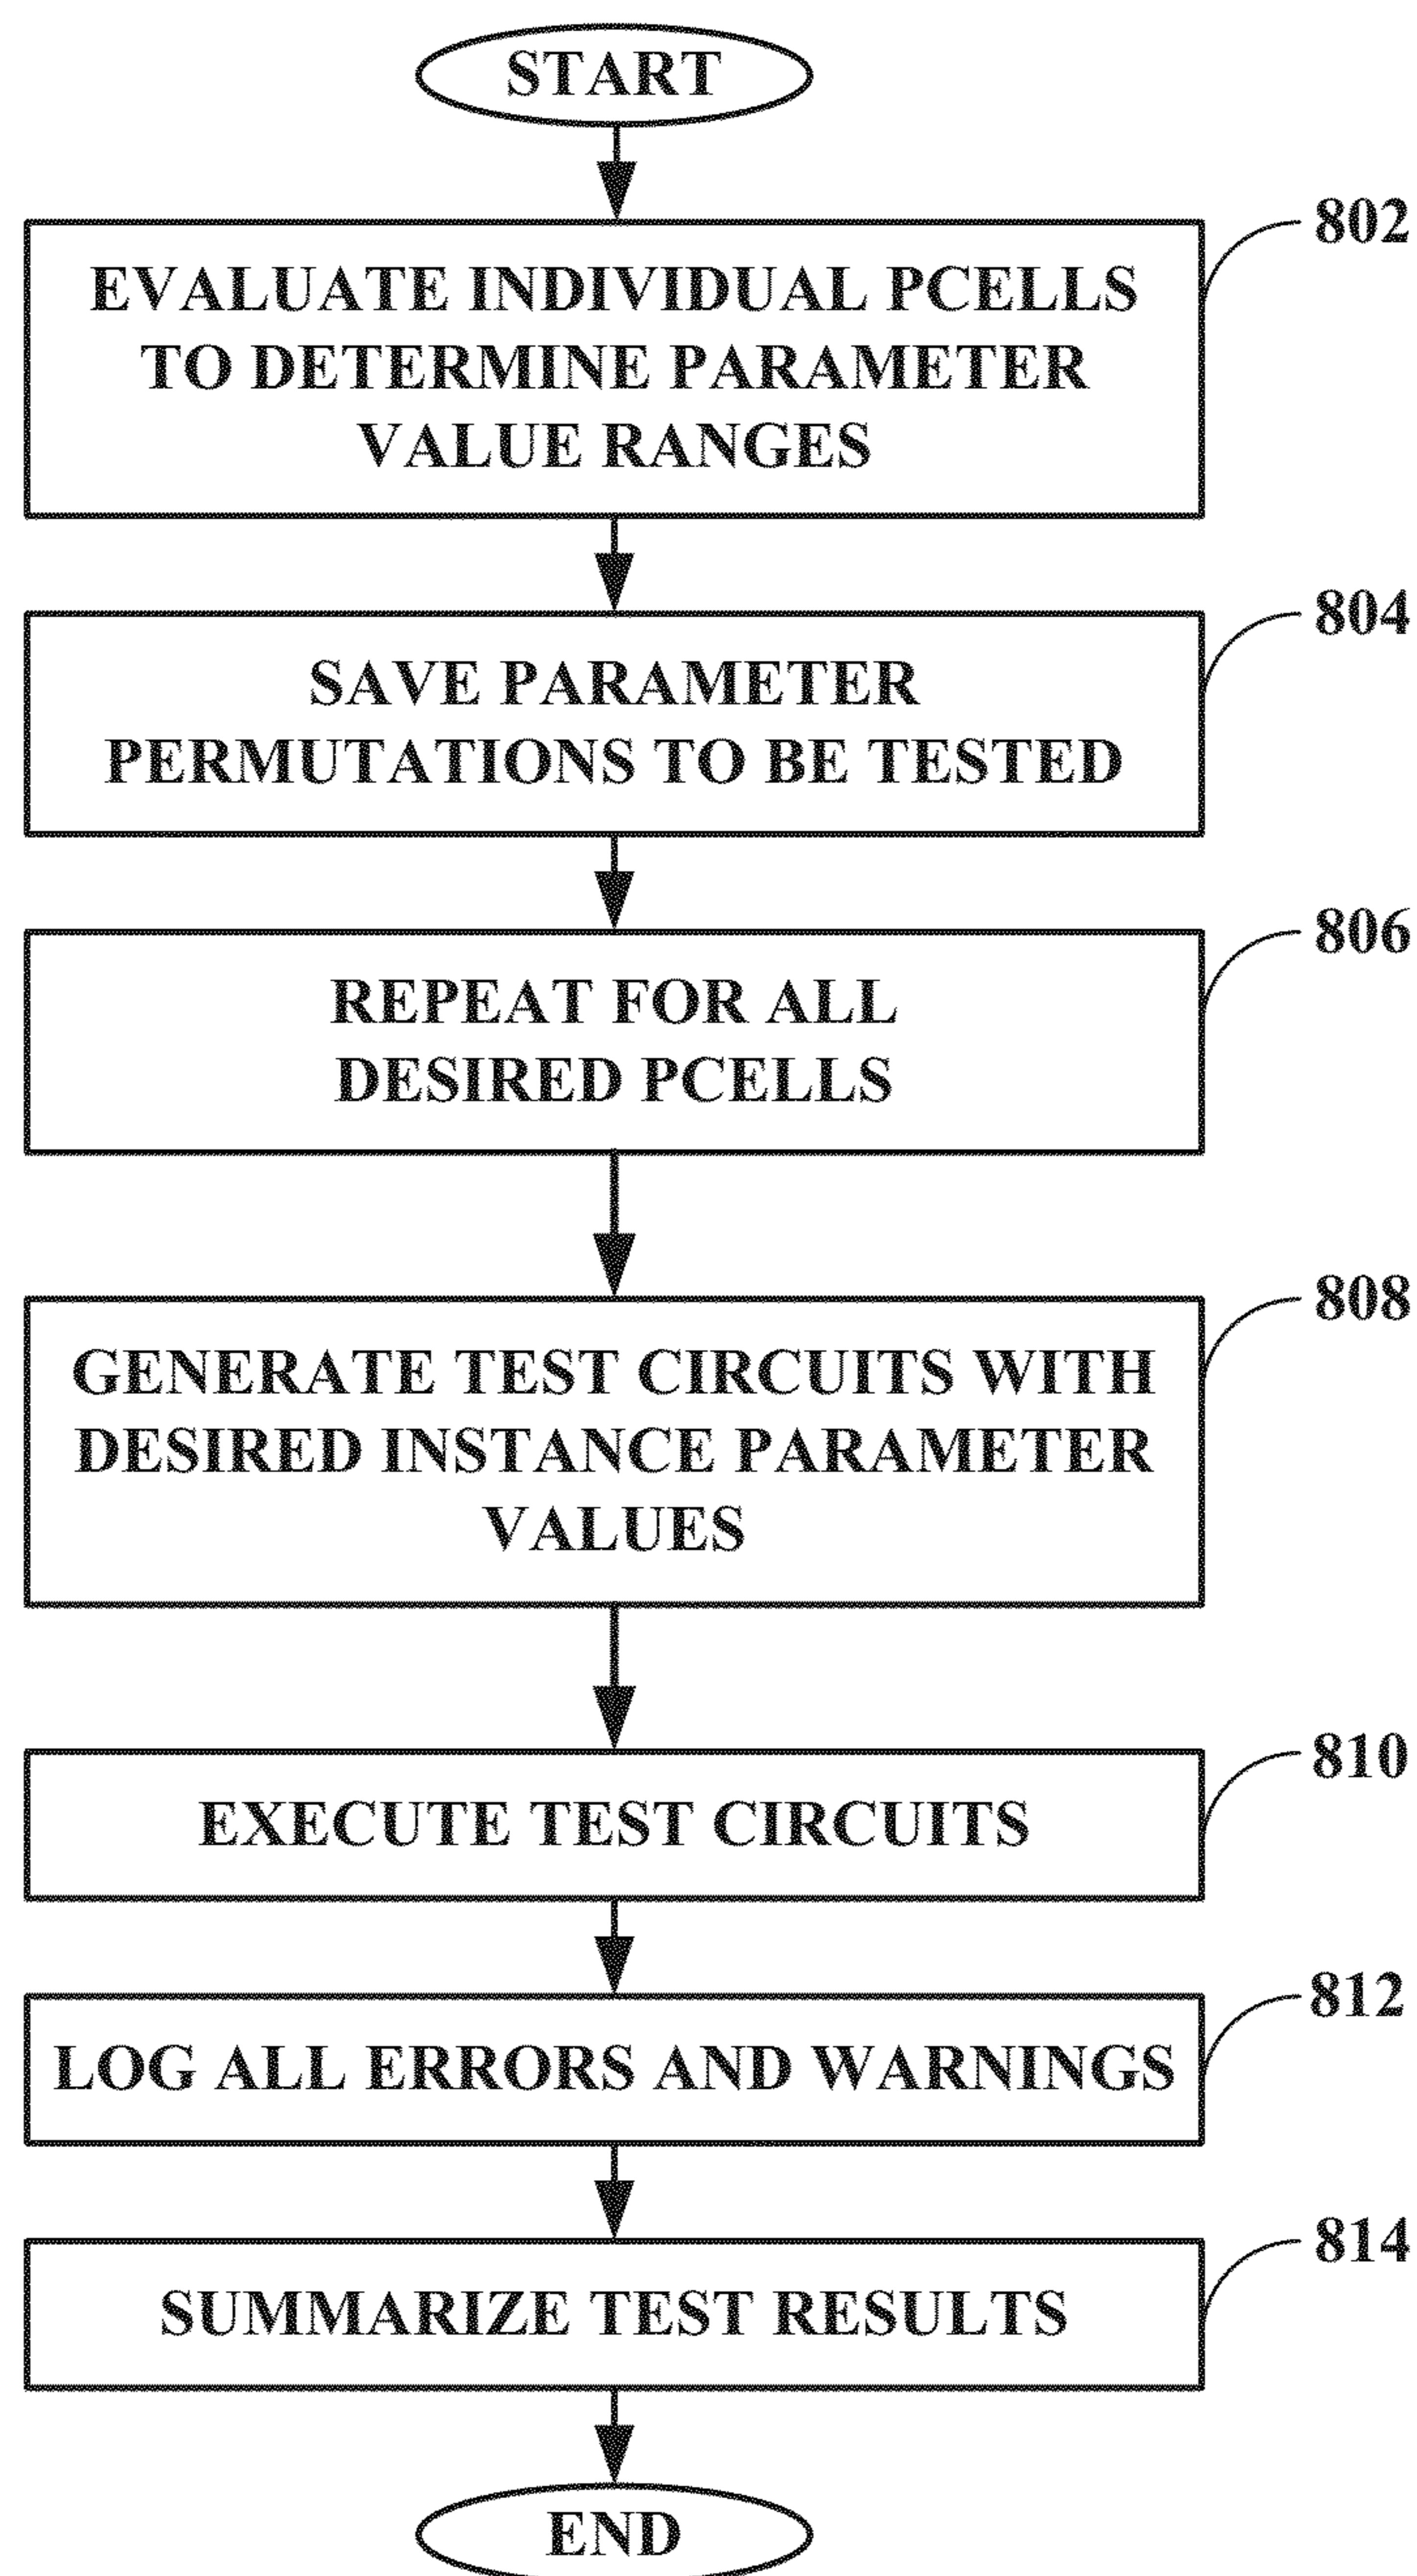 START
802
EVALUATE INDIVIDUAL PCELLS
TO DETERMINE PARAMETER
VALUE RANGES
804
SAVE PARAMETER
PERMUTATIONS TO BE TESTED
806
REPEAT FOR ALL
DESIRED PCELLS
808
GENERATE TEST CIRCUITS WITH
DESIRED INSTANCE PARAMETER
VALUES
810
EXECUTE TEST CIRCUITS
812
LOG ALL ERRORS AND WARNINGS
814
SUMMARIZE TEST RESULTS
END